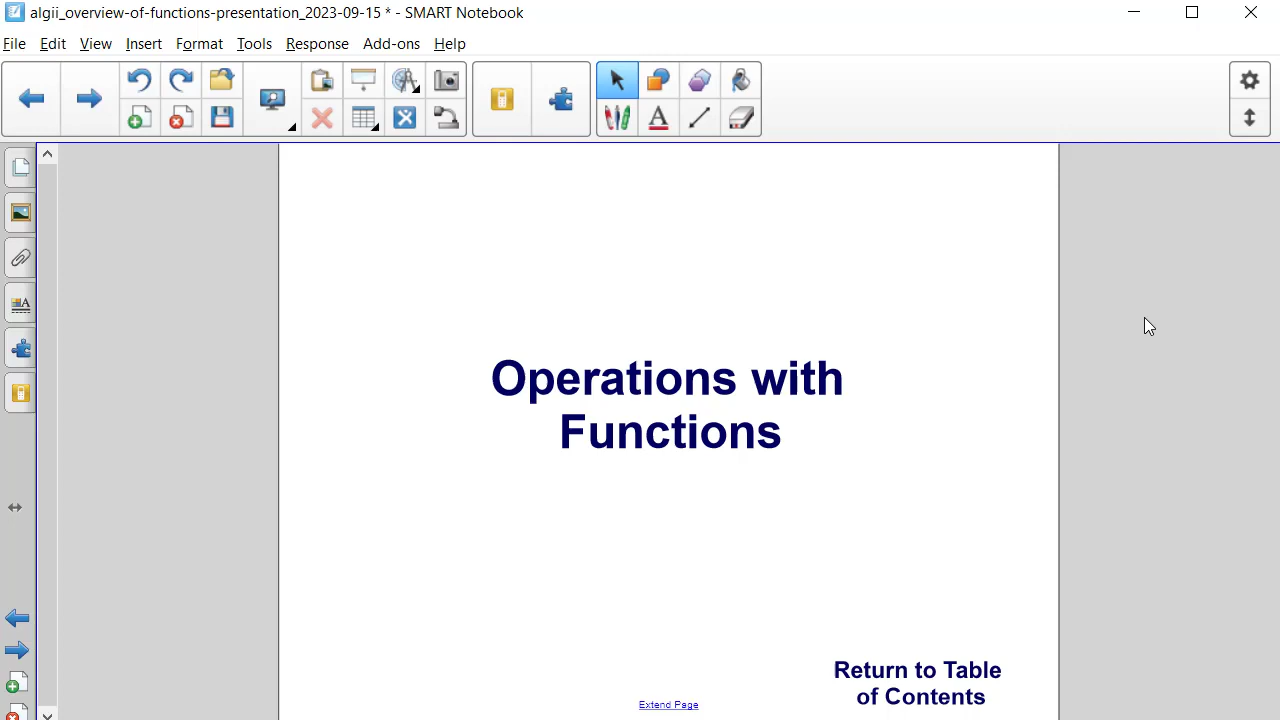 algii_overview-of-functions-presentation_2023-09-15 * - SMART Notebook
File Edit View Insert Format Tools Response Add-ons Help
Operations with
Functions
Return to Table
of Contents
Extend Page